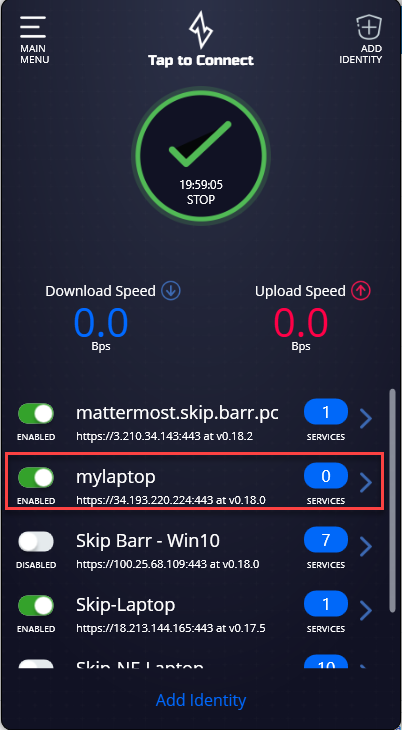 MAIN
MENU
Tap to Connect
ADD
IDENTITY
19:59:05
STOP
Download Speed
Upload Speed
0.0
0.0
Bps
Bps
mattermost.skip.barr.pc
1
ENABLED
https://3.210.34.143:443 at v0.18.2
SERVICES
mylaptop
0
ENABLED
https://34.193.220.224:443 at v0.18.0
SERVICES
Skip Barr - Win10
7
DISABLED
https://100.25.68.109:443 at v0.18.0
SERVICES
Skip-Laptop
1
ENABLED
https://18.213.144.165:443 at v0.17.5
SERVICES
Skip-NF Laptop
10
Add Identity